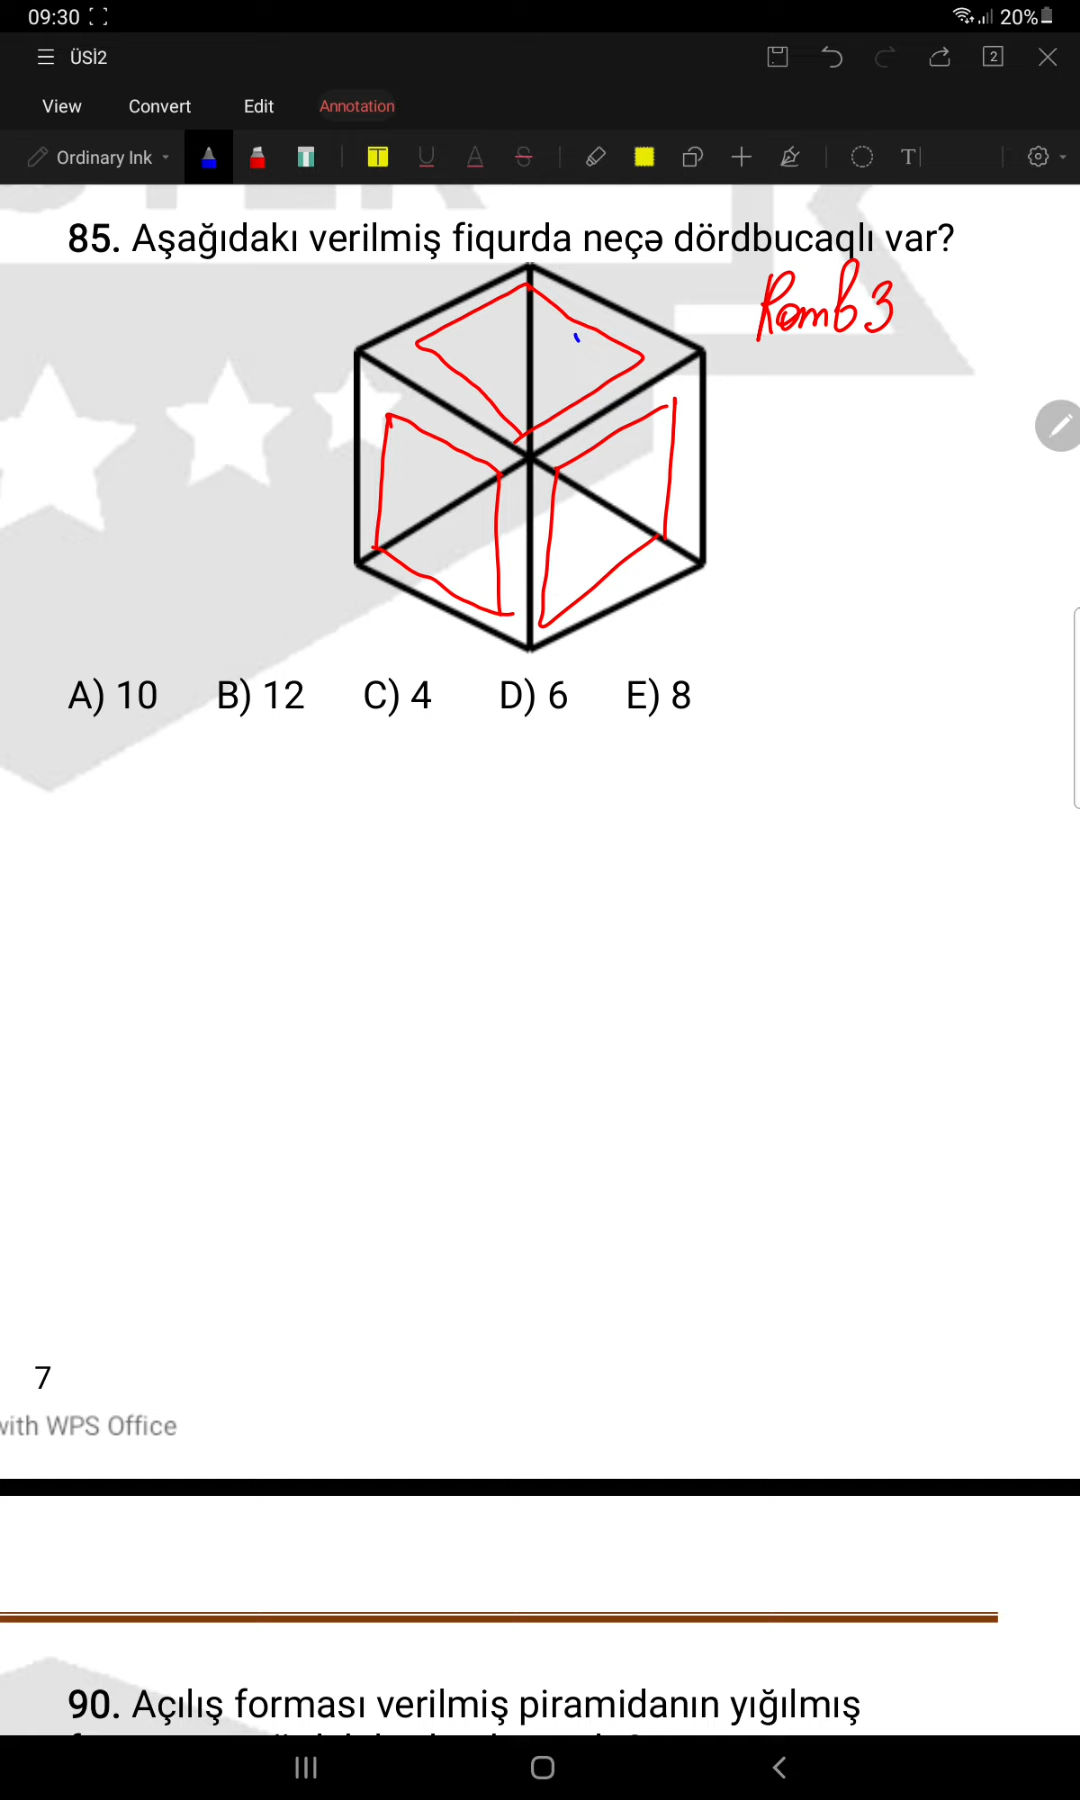 09:30 20%
ÜSİ2 2
View Convert Edit Annotation
Ordinary Ink T U A S T
85. Aşağıdakı verilmiş fiqurda neçə dördbucaqlı var?
Romb 3
A) 10 B) 12 C) 4 D) 6 E) 8
7
with WPS Office
90. Açılış forması verilmiş piramidanın yığılmış